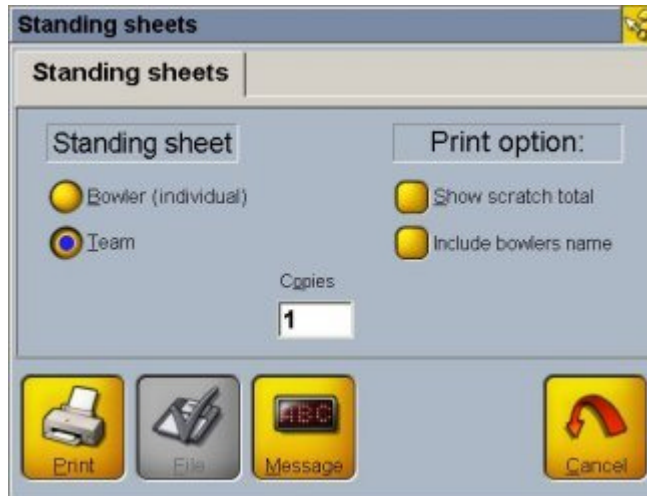 Standing sheets
Standing sheets
Standing sheet
Print option:
Bowler (individual)
Show scratch total
Team
Include bowlers name
Copies
1
ABC
Print
File
Message
Cancel